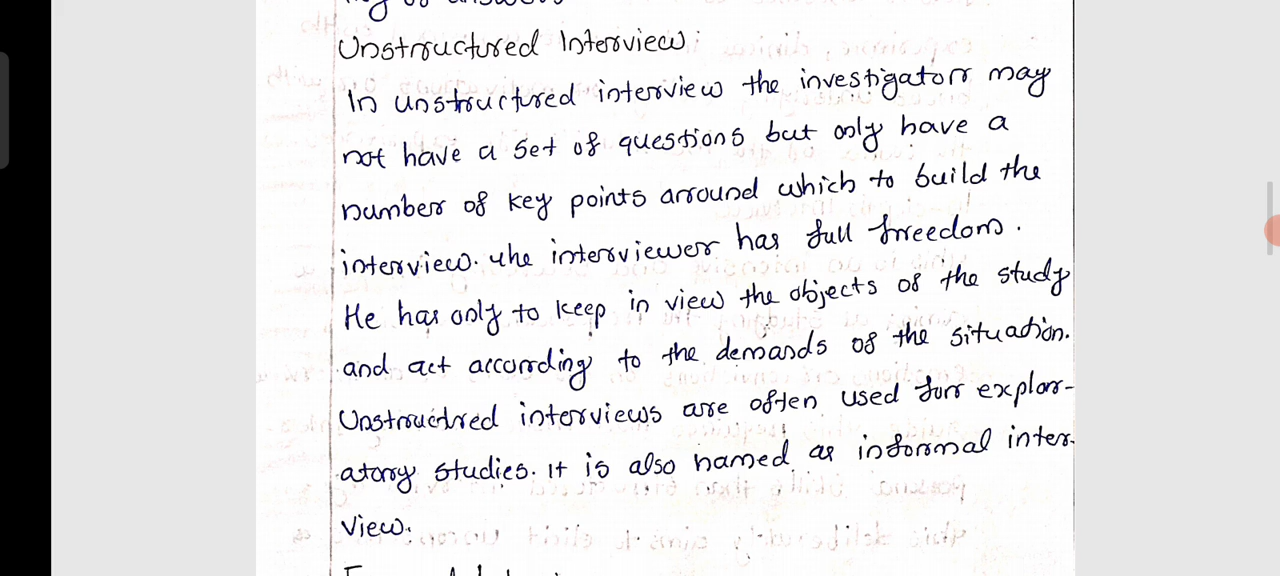 Unstructured Interview:
In unstructured interview the investigator may
not have a set of questions but only have a
number of key points around which to build the
interview. The interviewer has full freedom.
He has only to keep in view the objects of the study
and act according to the demands of the situation.
Unstructured interviews are often used for explor-
atory studies. It is also named as informal inter-
view.